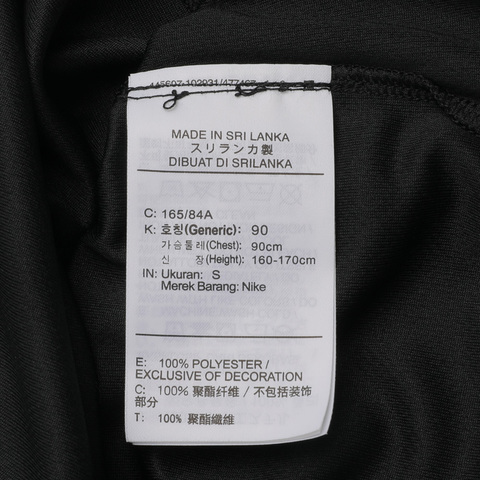 MADE IN SRI LANKA
スリランカ製
DIBUAT DI SRILANKA
C: 165/84A
K: 호칭(Generic): 90
가슴둘레(Chest): 90cm
신 장(Height): 160-170cm
IN: Ukuran: S
Merek Barang: Nike
E: 100% POLYESTER /
EXCLUSIVE OF DECORATION
C: 100% 聚酯纤维 / 不包括装饰
部分
T: 100% 聚酯纖維